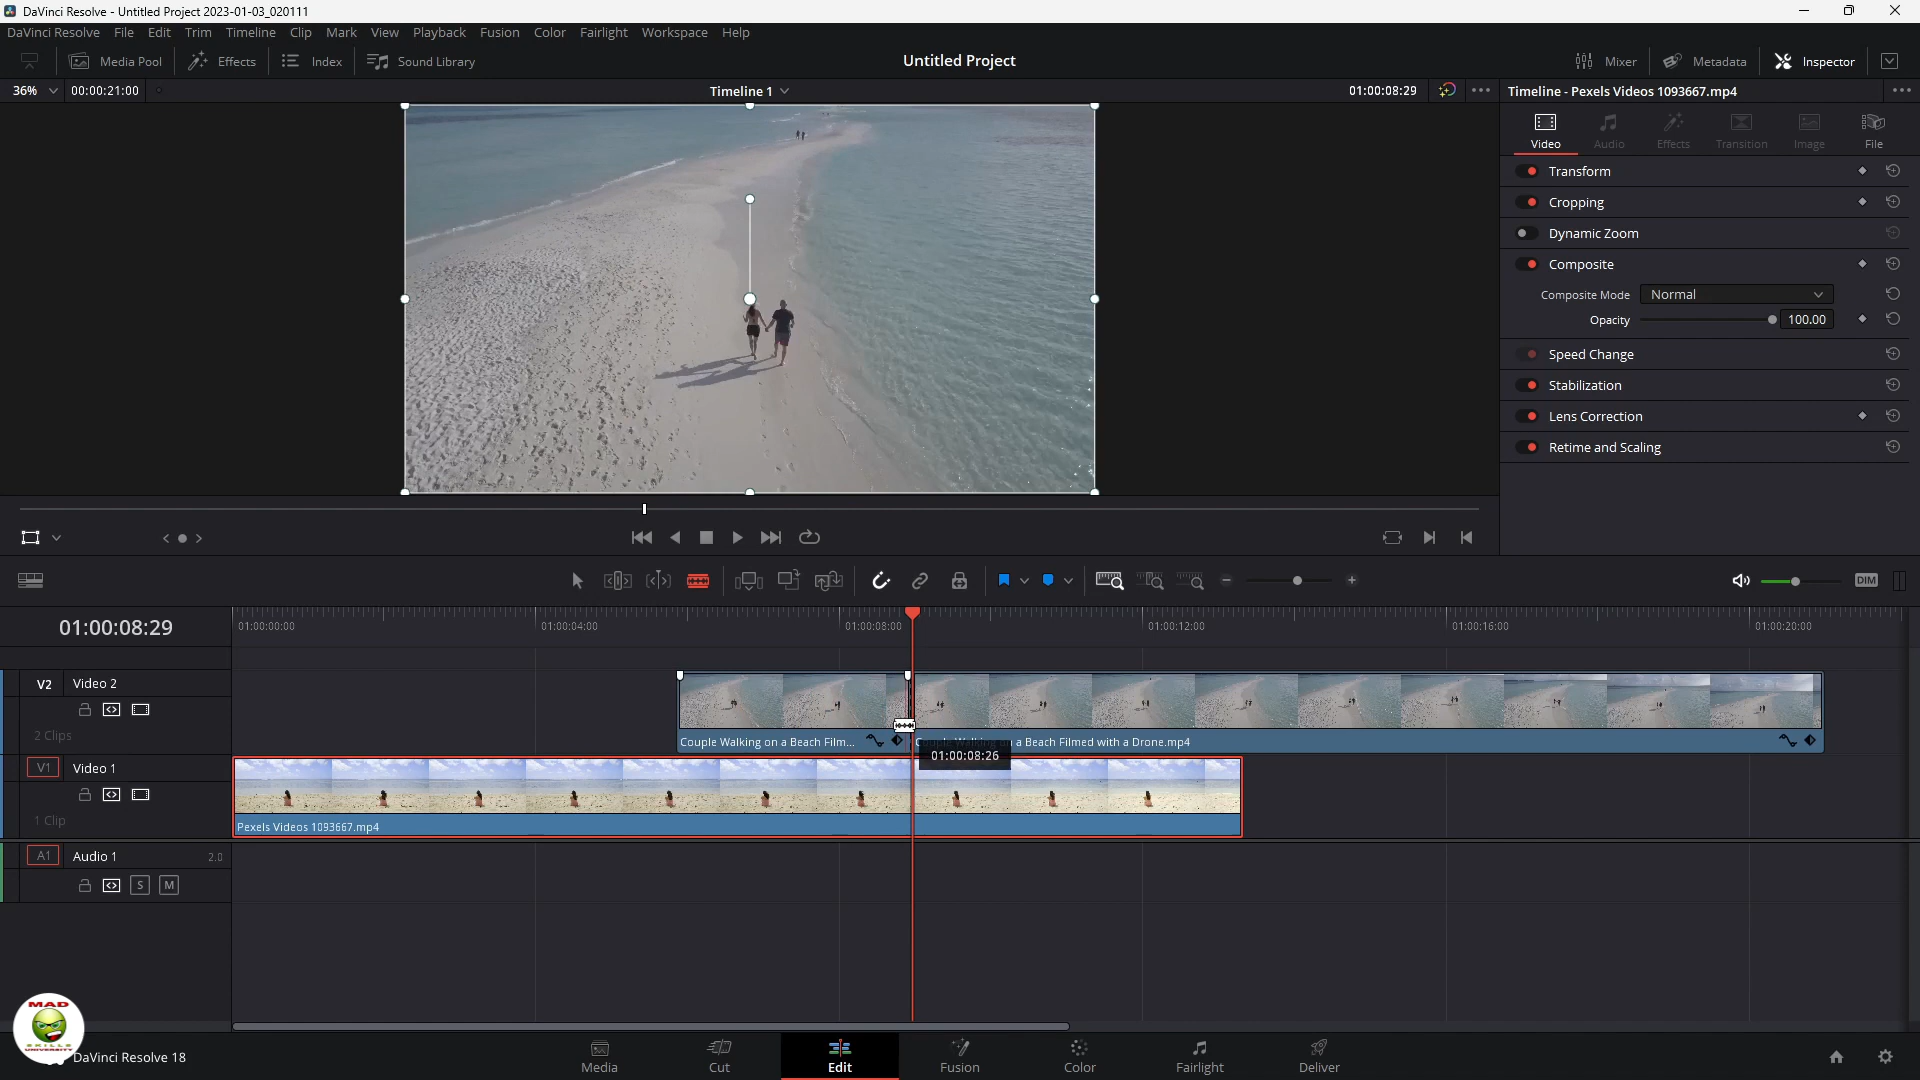 DaVinci Resolve - Untitled Project 2023-01-03_020111
DaVinci Resolve File Edit Trim Timeline Clip Mark View Playback Fusion Color Fairlight Workspace Help
Media Pool Effects Index Sound Library Untitled Project Mixer Metadata Inspector
36% 00:00:21:00 Timeline 1 01:00:08:29 Timeline - Pexels Videos 1093667.mp4
Video Audio Effects Transition Image File
Transform
Cropping
Dynamic Zoom
Composite
Composite Mode Normal
Opacity 100.00
Speed Change
Stabilization
Lens Correction
Retime and Scaling
DIM
01:00:08:29 01:00:00:00 01:00:04:00 01:00:08:00 01:00:12:00 01:00:16:00 01:00:20:00
V2 Video 2
2 Clips
Couple Walking on a Beach Film... Couple Walking on a Beach Filmed with a Drone.mp4
01:00:08:26
V1 Video 1
1 Clip
Pexels Videos 1093667.mp4
A1 Audio 1 2.0
S M
MAD
SKILLS
UNIVERSITY
DaVinci Resolve 18
Media Cut Edit Fusion Color Fairlight Deliver